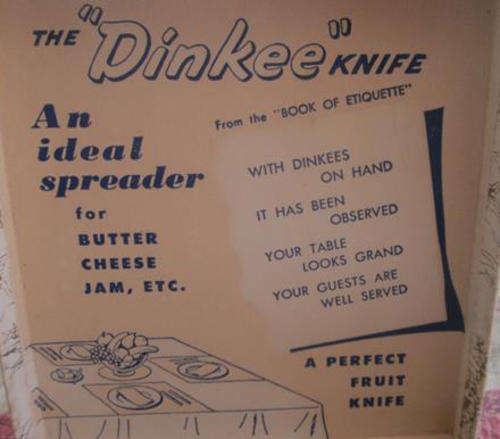 THE "Dinkee" KNIFE
An
ideal
spreader
for
BUTTER
CHEESE
JAM, ETC.
From the "BOOK OF ETIQUETTE"
WITH DINKEES
ON HAND
IT HAS BEEN
OBSERVED
YOUR TABLE
LOOKS GRAND
YOUR GUESTS ARE
WELL SERVED
A PERFECT
FRUIT
KNIFE